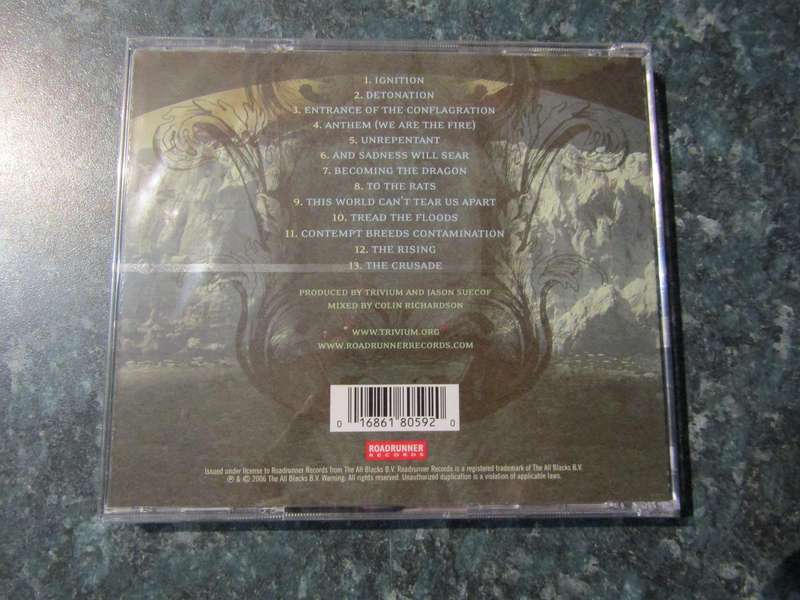 1. IGNITION
2. DETONATION
3. ENTRANCE OF THE CONFLAGRATION
4. ANTHEM (WE ARE THE FIRE)
5. UNREPENTANT
6. AND SADNESS WILL SEAR
7. BECOMING THE DRAGON
8. TO THE RATS
9. THIS WORLD CAN'T TEAR US APART
10. TREAD THE FLOODS
11. CONTEMPT BREEDS CONTAMINATION
12. THE RISING
13. THE CRUSADE
PRODUCED BY TRIVIUM AND JASON SUECOF
MIXED BY COLIN RICHARDSON
WWW.TRIVIUM.ORG
WWW.ROADRUNNERRECORDS.COM
0 16861 80592 0
ROADRUNNER
RECORDS
Issued under license to Roadrunner Records from The All Blacks B.V. Roadrunner Records is a registered trademark of The All Blacks B.V.
℗ & © 2006 The All Blacks B.V. Warning. All rights reserved. Unauthorized duplication is a violation of applicable laws.